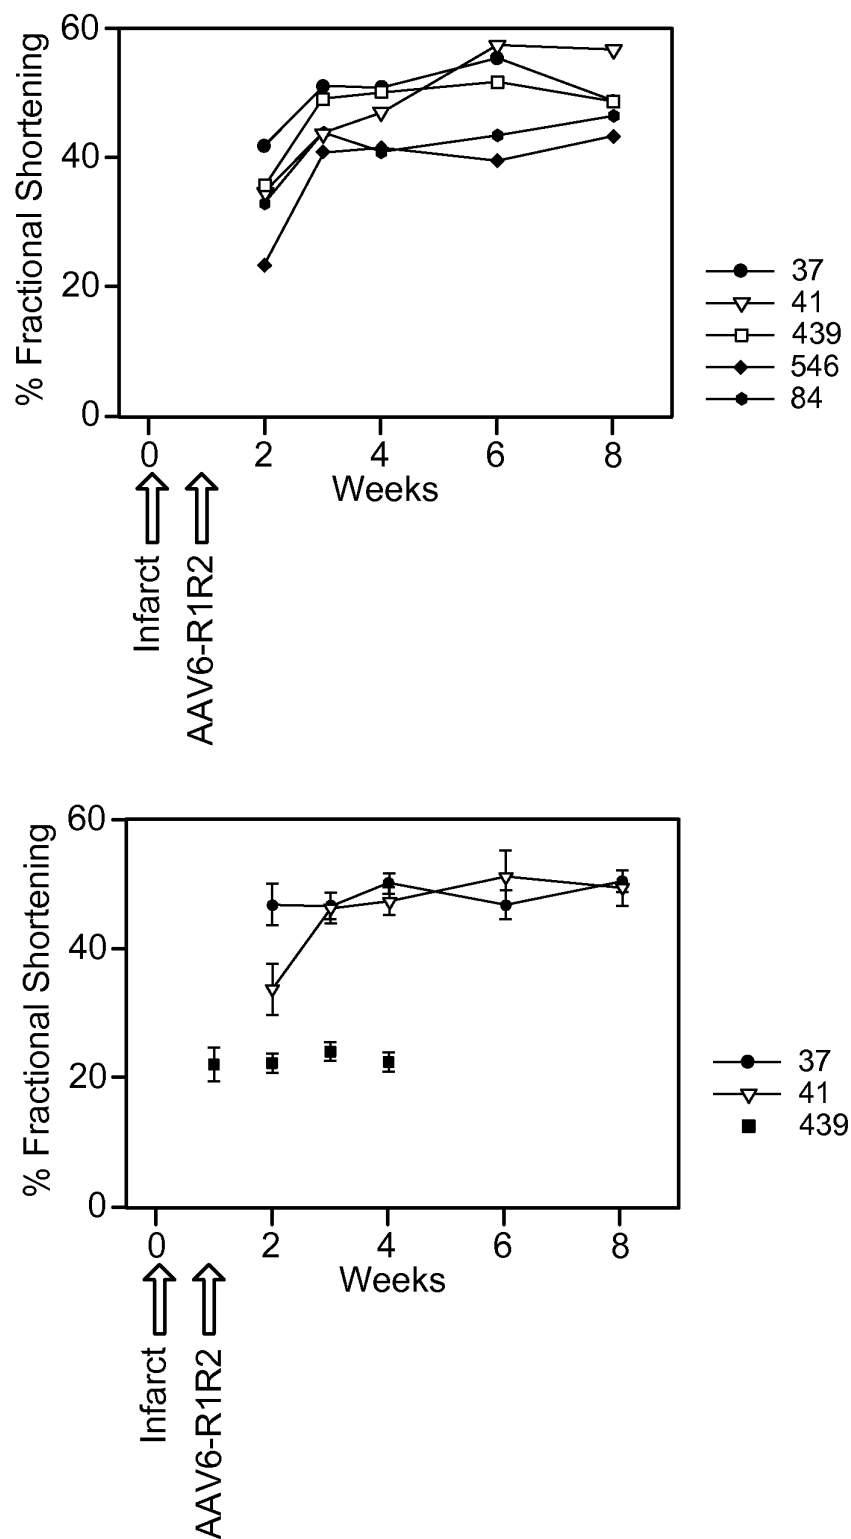 % Fractional Shortening
60
40
20
0
0 2 4 6 8
Weeks
Infarct
AAV6-R1R2
37
41
439
546
84
% Fractional Shortening
60
40
20
0
0 2 4 6 8
Weeks
Infarct
AAV6-R1R2
37
41
439